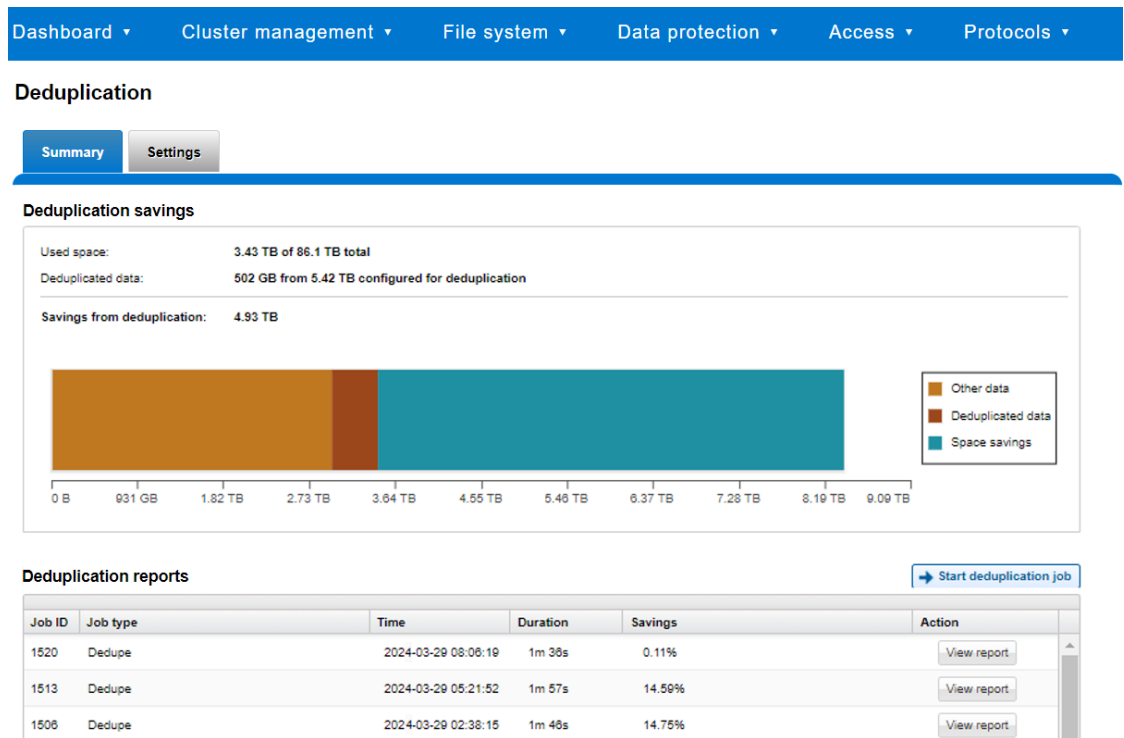 Dashboard ▾ Cluster management ▾ File system ▾ Data protection ▾ Access ▾ Protocols ▾
Deduplication
Summary Settings
Deduplication savings
Used space: 3.43 TB of 86.1 TB total
Deduplicated data: 502 GB from 5.42 TB configured for deduplication
Savings from deduplication: 4.93 TB
Other data
Deduplicated data
Space savings
0 B 931 GB 1.82 TB 2.73 TB 3.64 TB 4.55 TB 5.46 TB 6.37 TB 7.28 TB 8.19 TB 9.09 TB
Deduplication reports Start deduplication job
Job ID Job type Time Duration Savings Action
1520 Dedupe 2024-03-29 08:06:19 1m 36s 0.11% View report
1513 Dedupe 2024-03-29 05:21:52 1m 57s 14.59% View report
1506 Dedupe 2024-03-29 02:38:15 1m 46s 14.75% View report